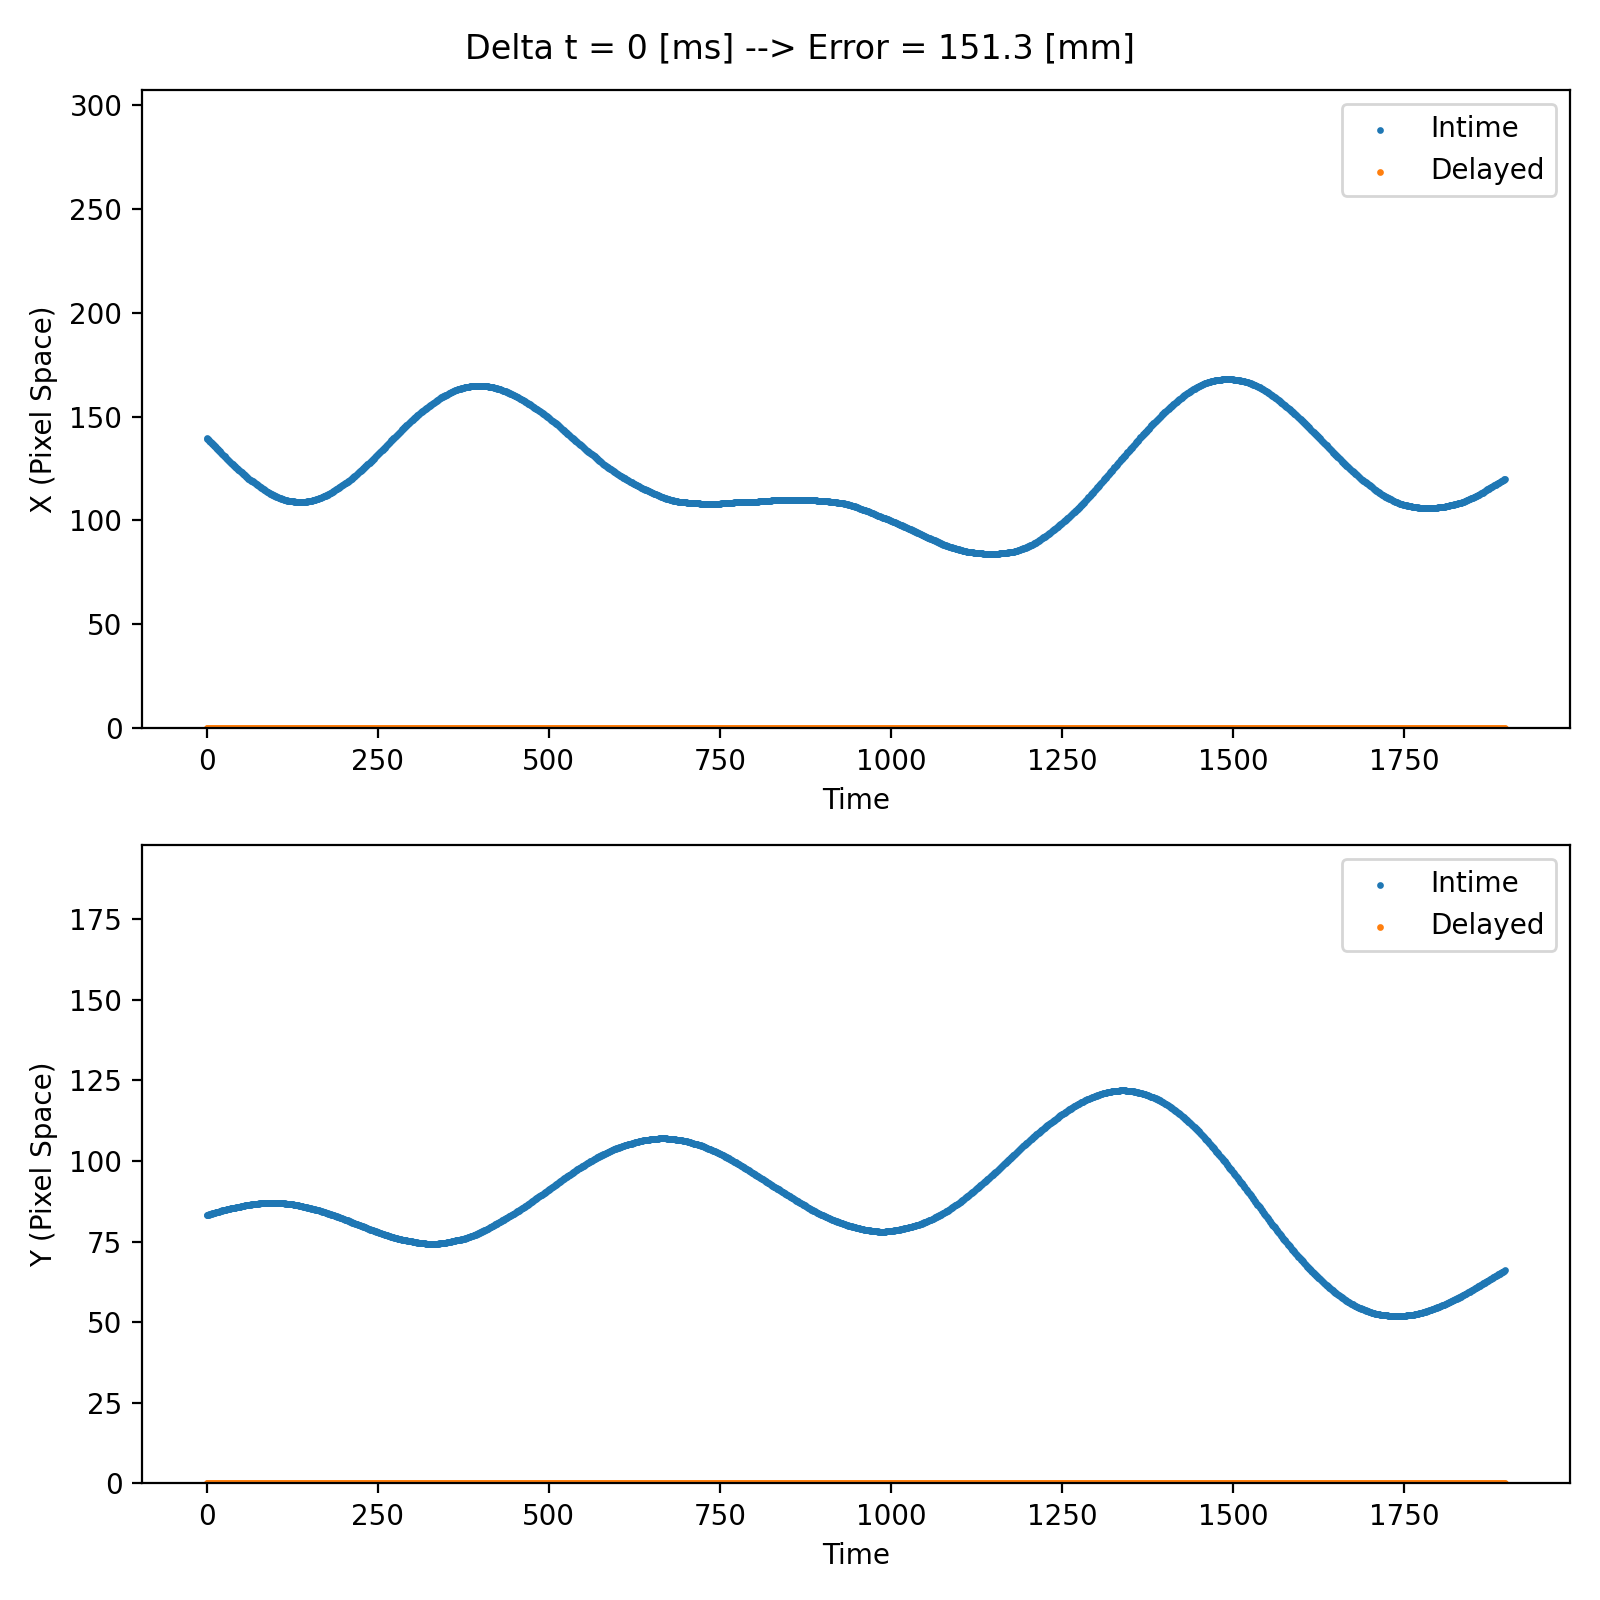 Delta t = 0 [ms] --> Error = 151.3 [mm]
300
250
200
150
100
50
0
X (Pixel Space)
Intime
Delayed
0 250 500 750 1000 1250 1500 1750
Time
175
150
125
100
75
50
25
0
Y (Pixel Space)
Intime
Delayed
0 250 500 750 1000 1250 1500 1750
Time